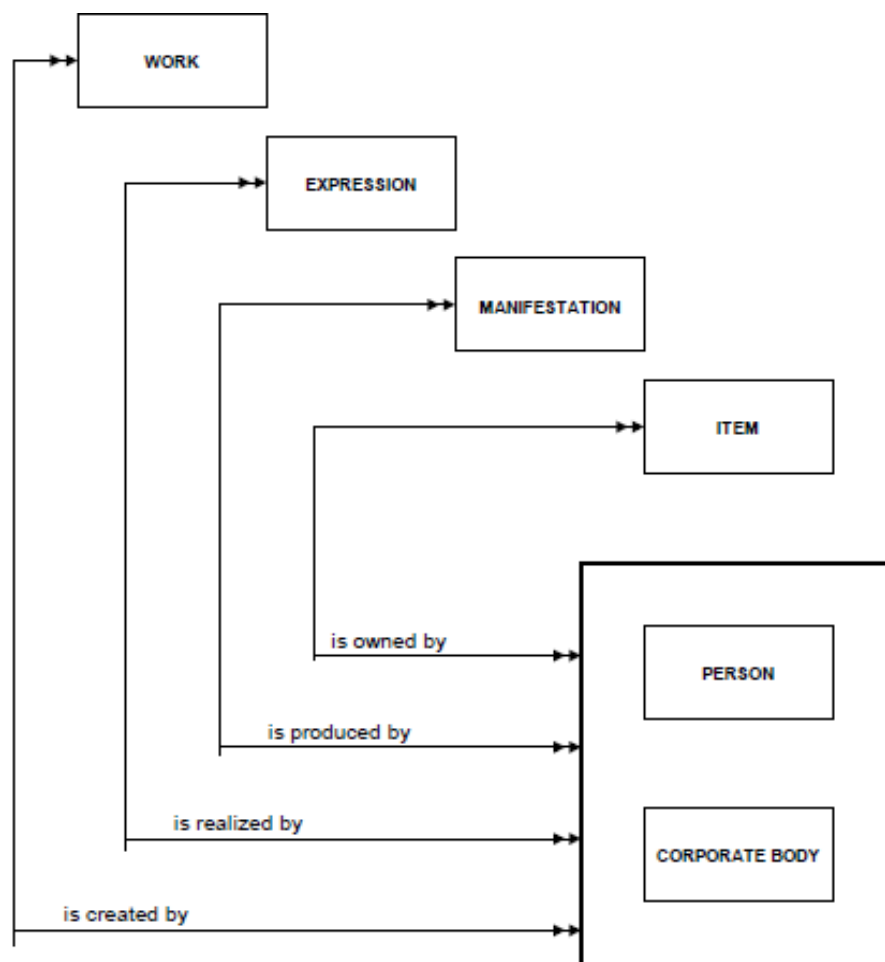 WORK
EXPRESSION
MANIFESTATION
ITEM
is owned by
PERSON
is produced by
is realized by
CORPORATE BODY
is created by